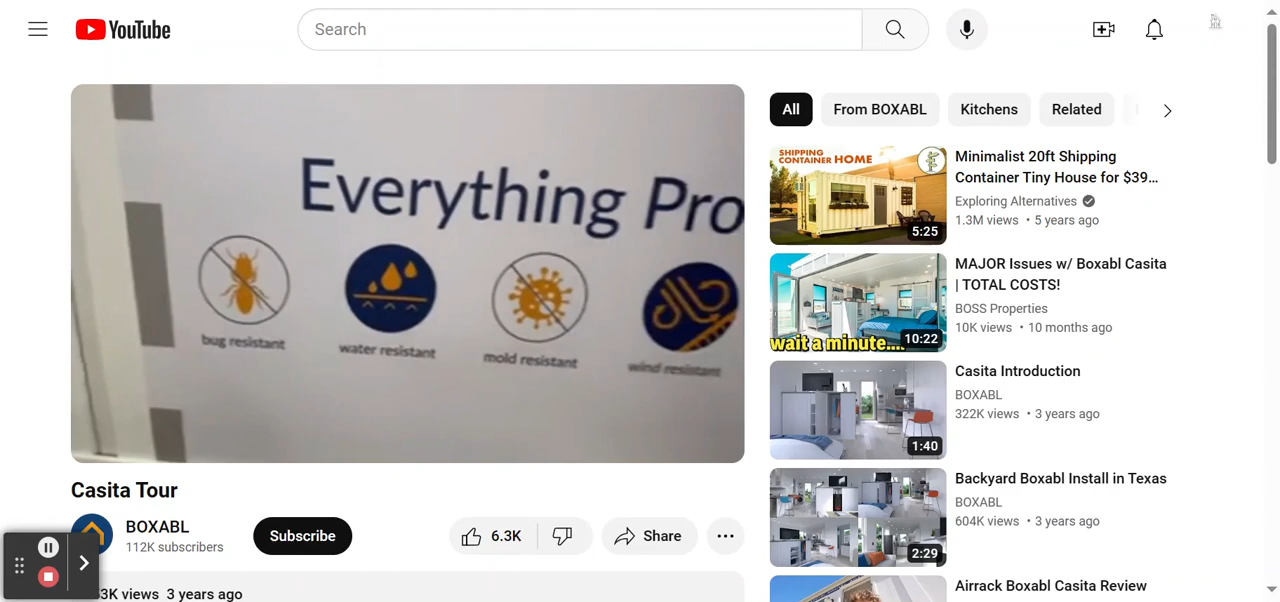 YouTube
Search
Everything Pro
bug resistant
water resistant
mold resistant
wind resistant
Casita Tour
BOXABL
112K subscribers
Subscribe
6.3K
Share
3K views 3 years ago
All
From BOXABL
Kitchens
Related
SHIPPING
CONTAINER HOME
5:25
Minimalist 20ft Shipping
Container Tiny House for $39...
Exploring Alternatives
1.3M views • 5 years ago
wait a minute....
10:22
MAJOR Issues w/ Boxabl Casita
| TOTAL COSTS!
BOSS Properties
10K views • 10 months ago
1:40
Casita Introduction
BOXABL
322K views • 3 years ago
2:29
Backyard Boxabl Install in Texas
BOXABL
604K views • 3 years ago
Airrack Boxabl Casita Review